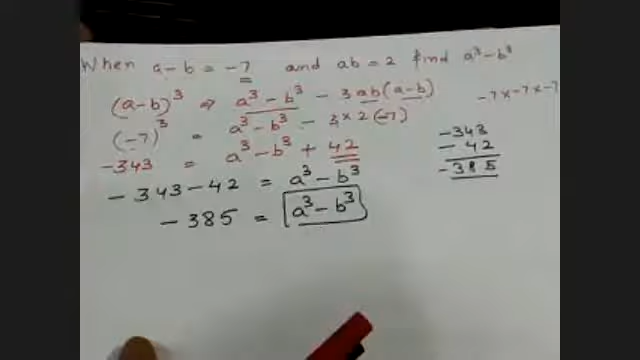 When a-b = -7 and ab = 2 find a³-b³
(a-b)³ ⇒ a³-b³ - 3ab(a-b)
-7×-7×-7
(-7)³ = a³-b³ - 3×2(-7)
-343 = a³-b³ + 42
-343
- 42
-385
-343-42 = a³-b³
-385 = a³-b³